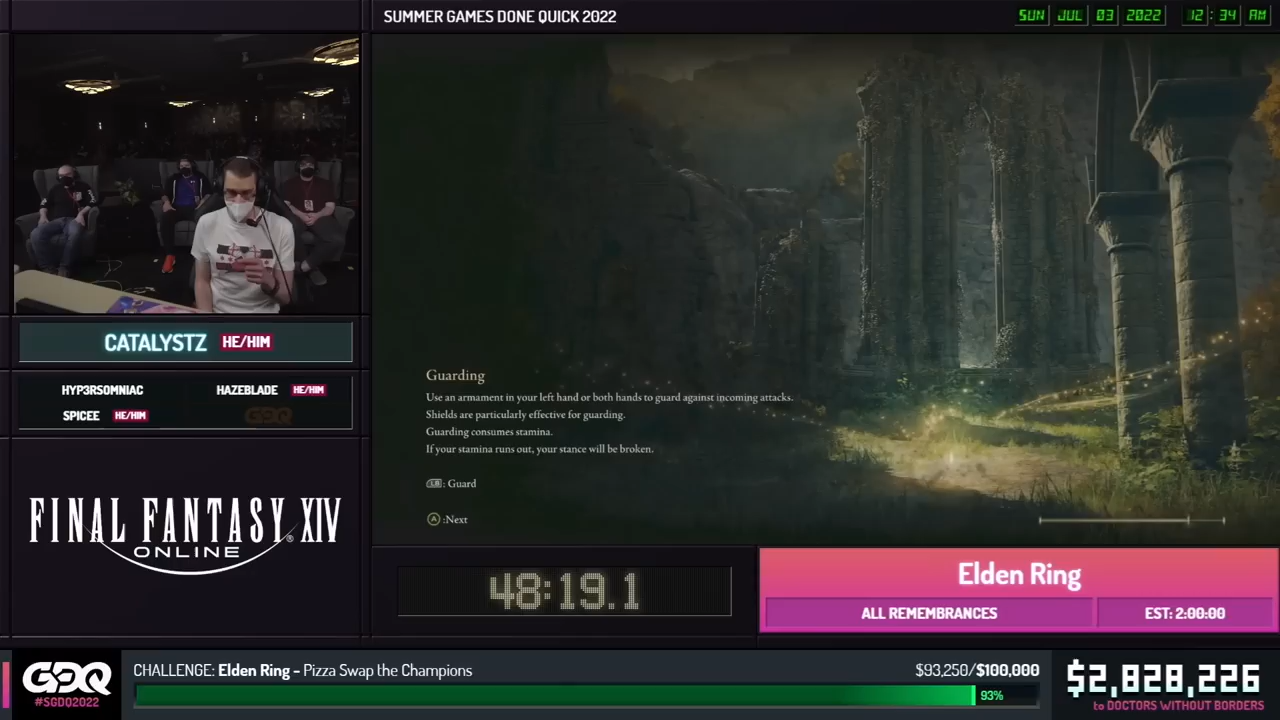 SUMMER GAMES DONE QUICK 2022
SUN JUL 03 2022 12:34 AM
CATALYSTZ HE/HIM
HYP3RSOMNIAC
HAZEBLADE HE/HIM
SPICEE HE/HIM
GDQ
FINAL FANTASY XIV
ONLINE
Guarding
Use an armament in your left hand or both hands to guard against incoming attacks.
Shields are particularly effective for guarding.
Guarding consumes stamina.
If your stamina runs out, your stance will be broken.
LB: Guard
A:Next
48:19.1
Elden Ring
ALL REMEMBRANCES
EST: 2:00:00
GDQ
#SGDQ2022
CHALLENGE: Elden Ring - Pizza Swap the Champions
$93,250/$100,000
93%
$2,828,226
to DOCTORS WITHOUT BORDERS